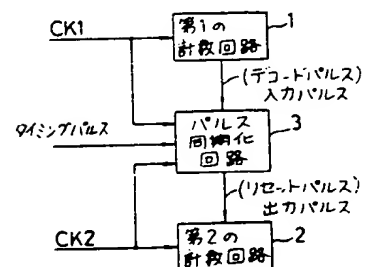 CK1
第1の
計数回路
1
(デコードパルス)
入力パルス
タイミングパルス
パルス
同期化
回路
3
(リセットパルス)
出力パルス
CK2
第2の
計数回路
2